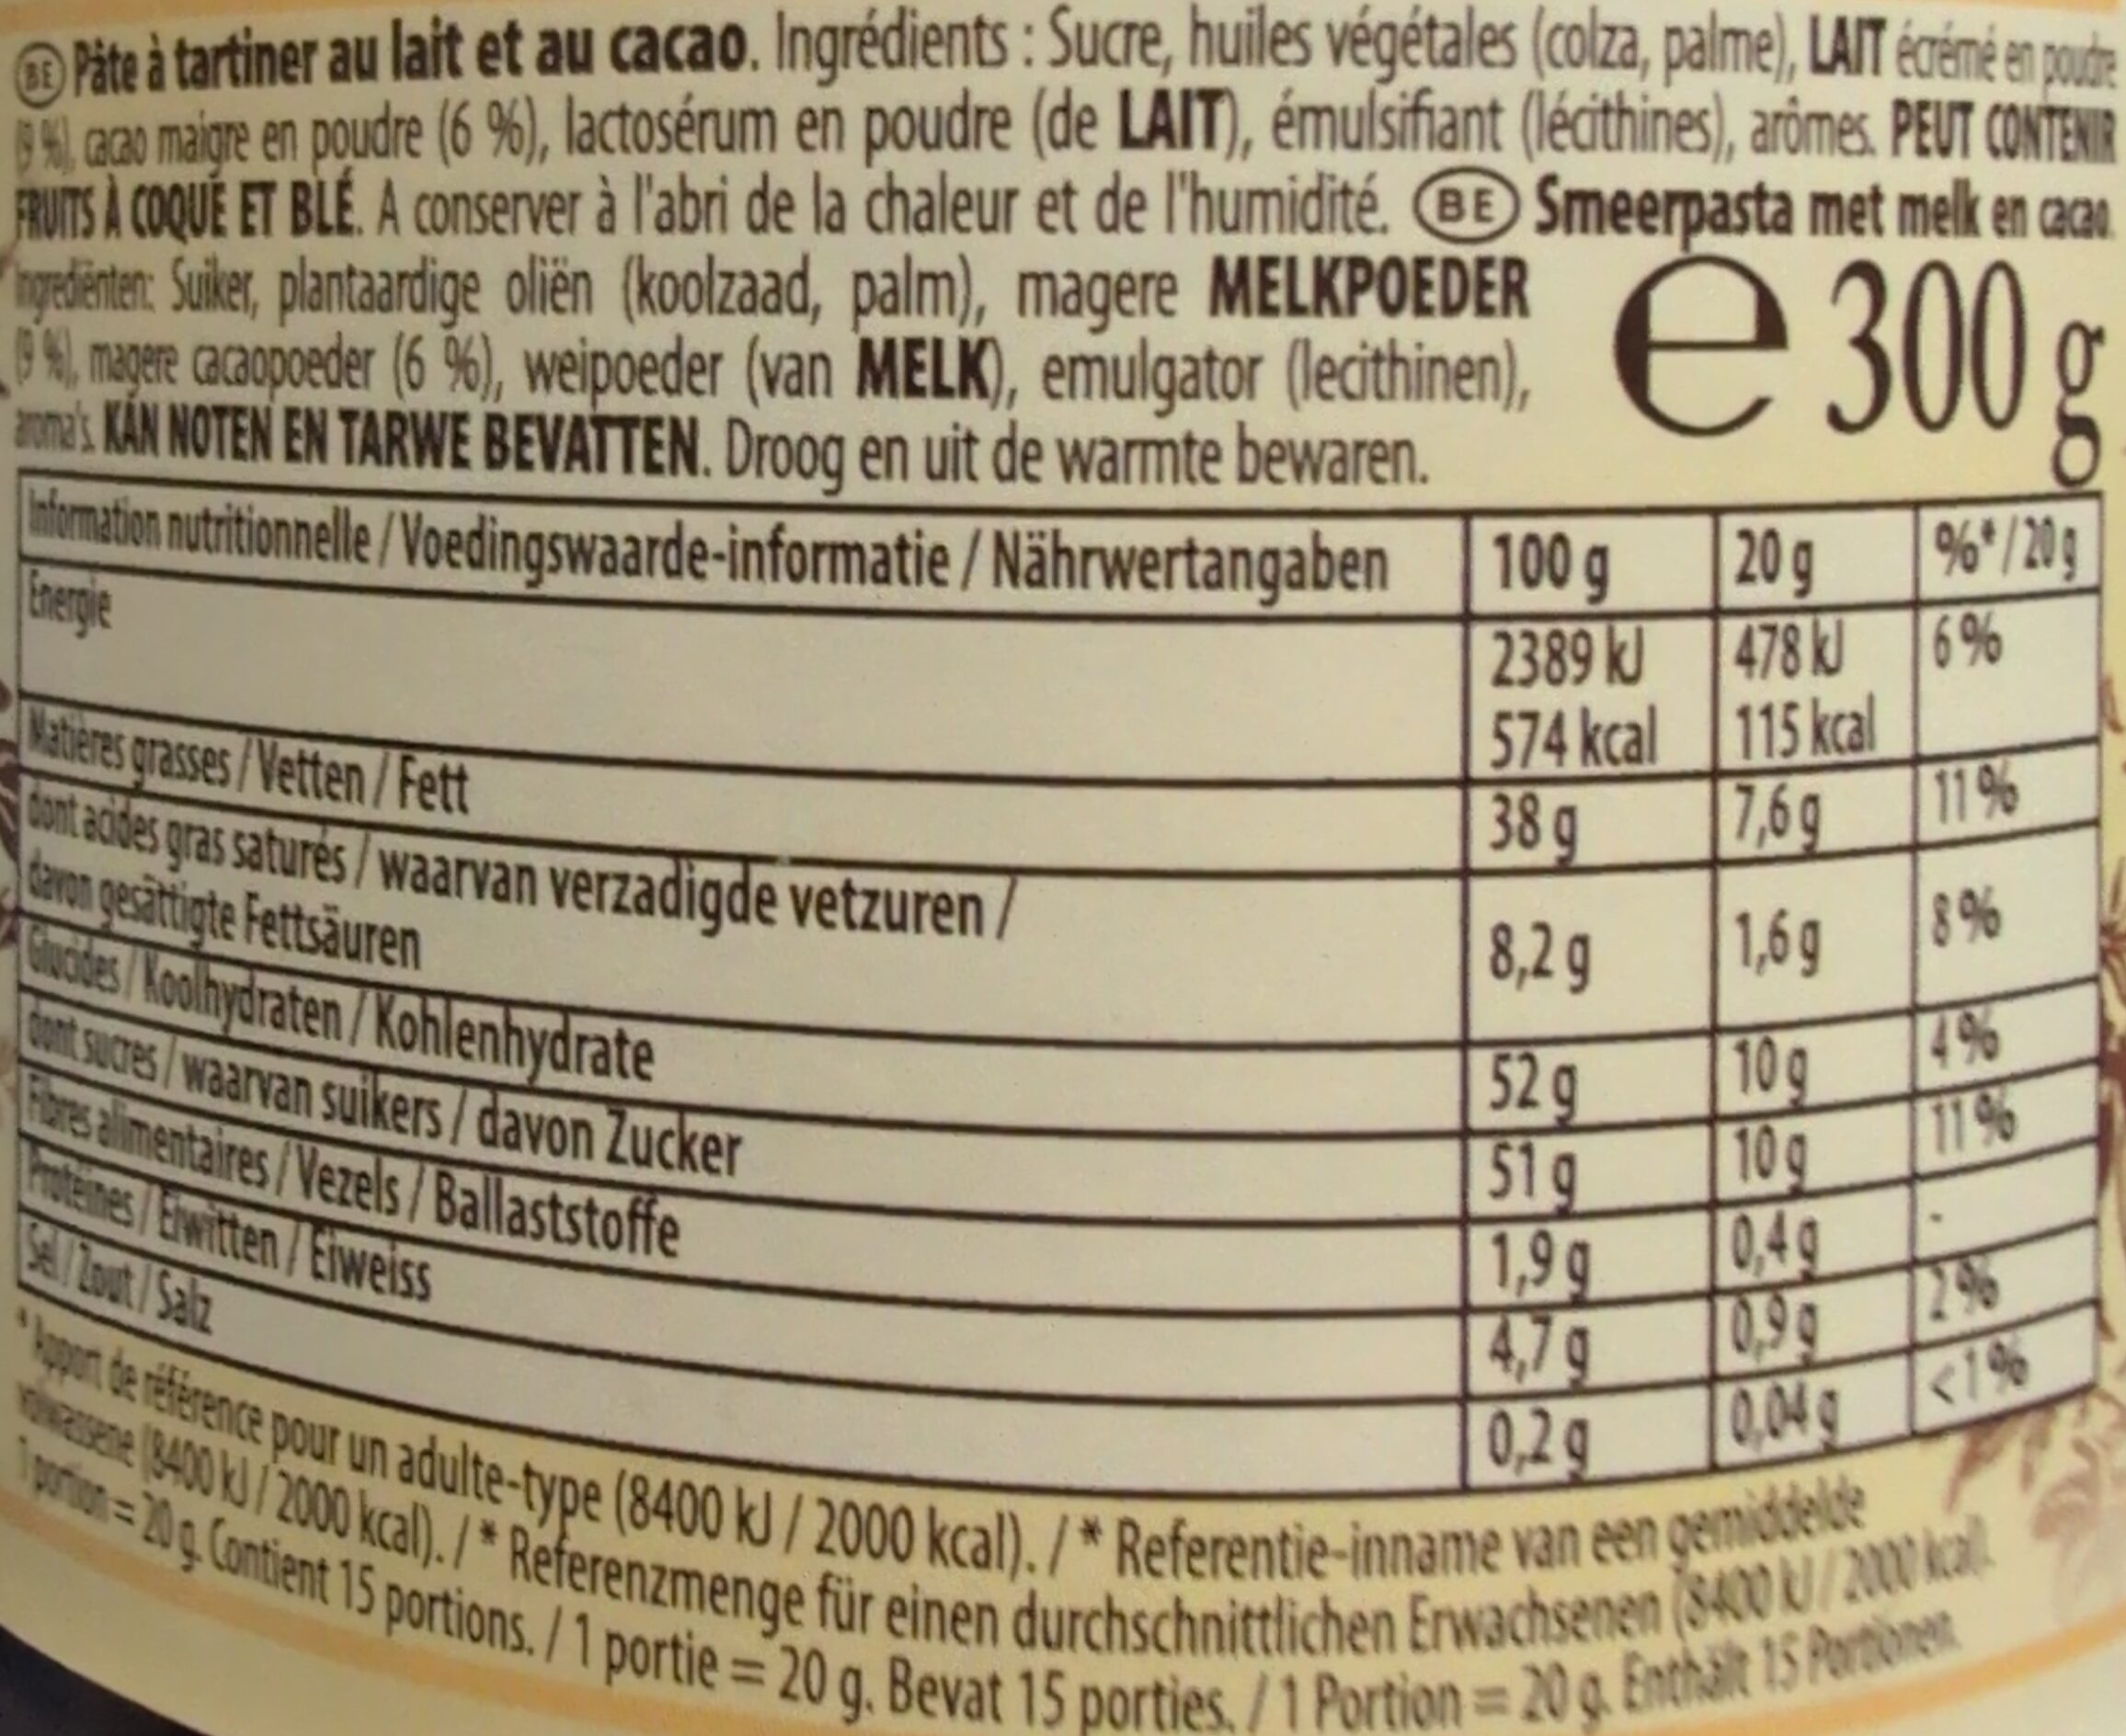 BE Pâte à tartiner au lait et au cacao. Ingrédients : Sucre, huiles végétales (colza, palme), LAIT écrémé en poudre
(9 %), cacao maigre en poudre (6 %), lactosérum en poudre (de LAIT), émulsifiant (lécithines), arômes. PEUT CONTENIR
FRUITS À COQUE ET BLÉ. A conserver à l'abri de la chaleur et de l'humidité. BE Smeerpasta met melk en cacao.
Ingrediënten: Suiker, plantaardige oliën (koolzaad, palm), magere MELKPOEDER
(9 %), magere cacaopoeder (6 %), weipoeder (van MELK), emulgator (lecithinen),
aroma's. KAN NOTEN EN TARWE BEVATTEN. Droog en uit de warmte bewaren.
e 300 g
Information nutritionnelle / Voedingswaarde-informatie / Nährwertangaben 100 g 20 g %* / 20 g
Energie 2389 kJ 478 kJ 6 %
574 kcal 115 kcal
Matières grasses / Vetten / Fett 38 g 7,6 g 11 %
dont acides gras saturés / waarvan verzadigde vetzuren /
davon gesättigte Fettsäuren 8,2 g 1,6 g 8 %
Glucides / Koolhydraten / Kohlenhydrate 52 g 10 g 4 %
dont sucres / waarvan suikers / davon Zucker 51 g 10 g 11 %
Fibres alimentaires / Vezels / Ballaststoffe 1,9 g 0,4 g -
Protéines / Eiwitten / Eiweiss 4,7 g 0,9 g 2 %
Sel / Zout / Salz 0,2 g 0,04 g <1 %
* Apport de référence pour un adulte-type (8400 kJ / 2000 kcal). / * Referentie-inname van een gemiddelde
volwassene (8400 kJ / 2000 kcal). / * Referenzmenge für einen durchschnittlichen Erwachsenen (8400 kJ / 2000 kcal).
1 portion = 20 g. Contient 15 portions. / 1 portie = 20 g. Bevat 15 porties. / 1 Portion = 20 g. Enthält 15 Portionen.